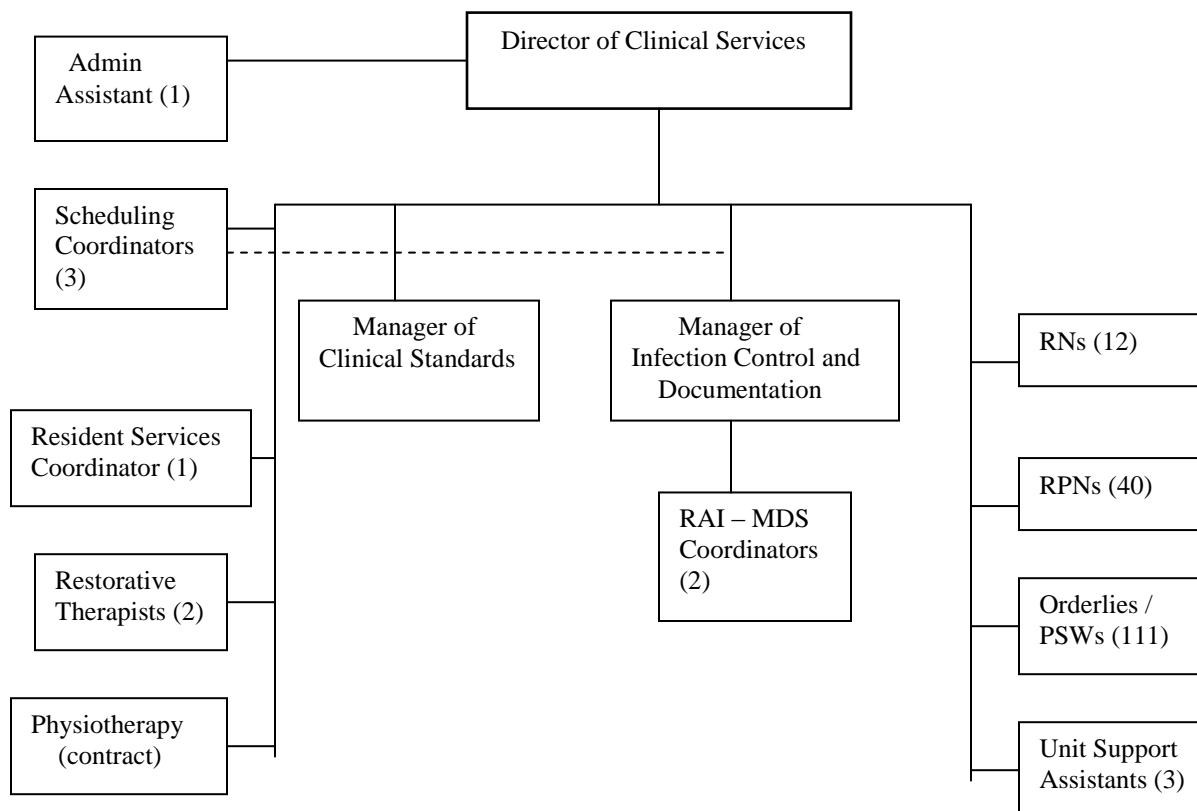 Director of Clinical Services
Admin
Assistant (1)
Scheduling
Coordinators
(3)
Manager of
Clinical Standards
Manager of
Infection Control and
Documentation
RNs (12)
Resident Services
Coordinator (1)
RPNs (40)
RAI – MDS
Coordinators
(2)
Restorative
Therapists (2)
Orderlies /
PSWs (111)
Physiotherapy
(contract)
Unit Support
Assistants (3)